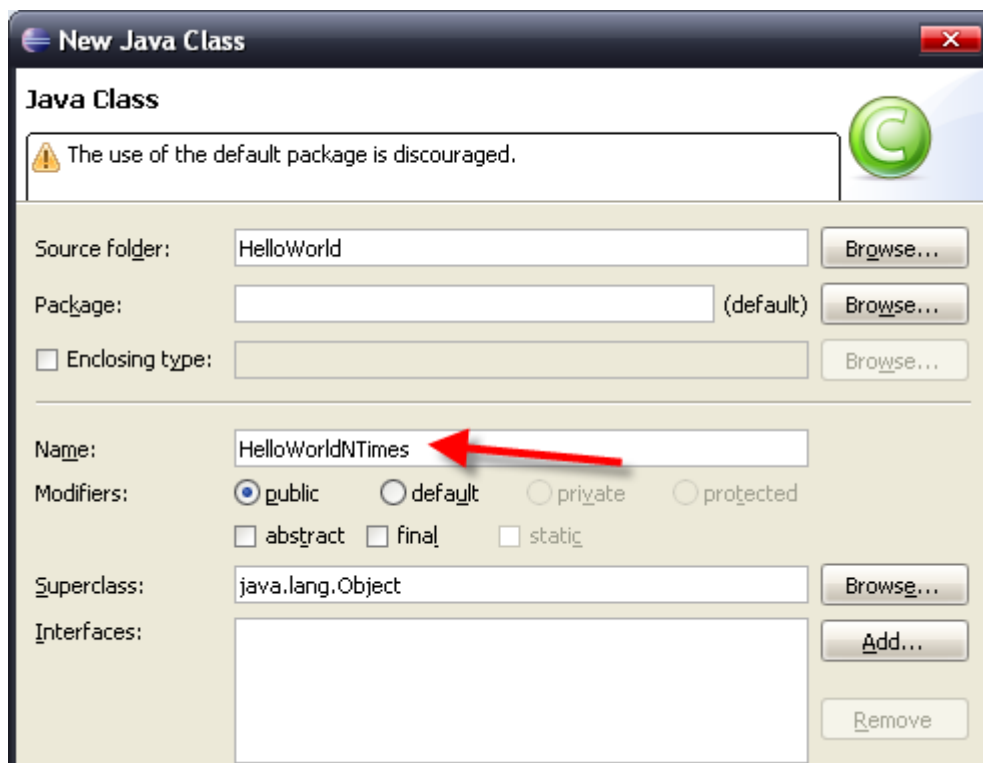 New Java Class
Java Class
The use of the default package is discouraged.
Source folder: HelloWorld Browse...
Package: (default) Browse...
Enclosing type: Browse...
Name: HelloWorldNTimes
Modifiers: public default private protected
abstract final static
Superclass: java.lang.Object Browse...
Interfaces: Add...
Remove